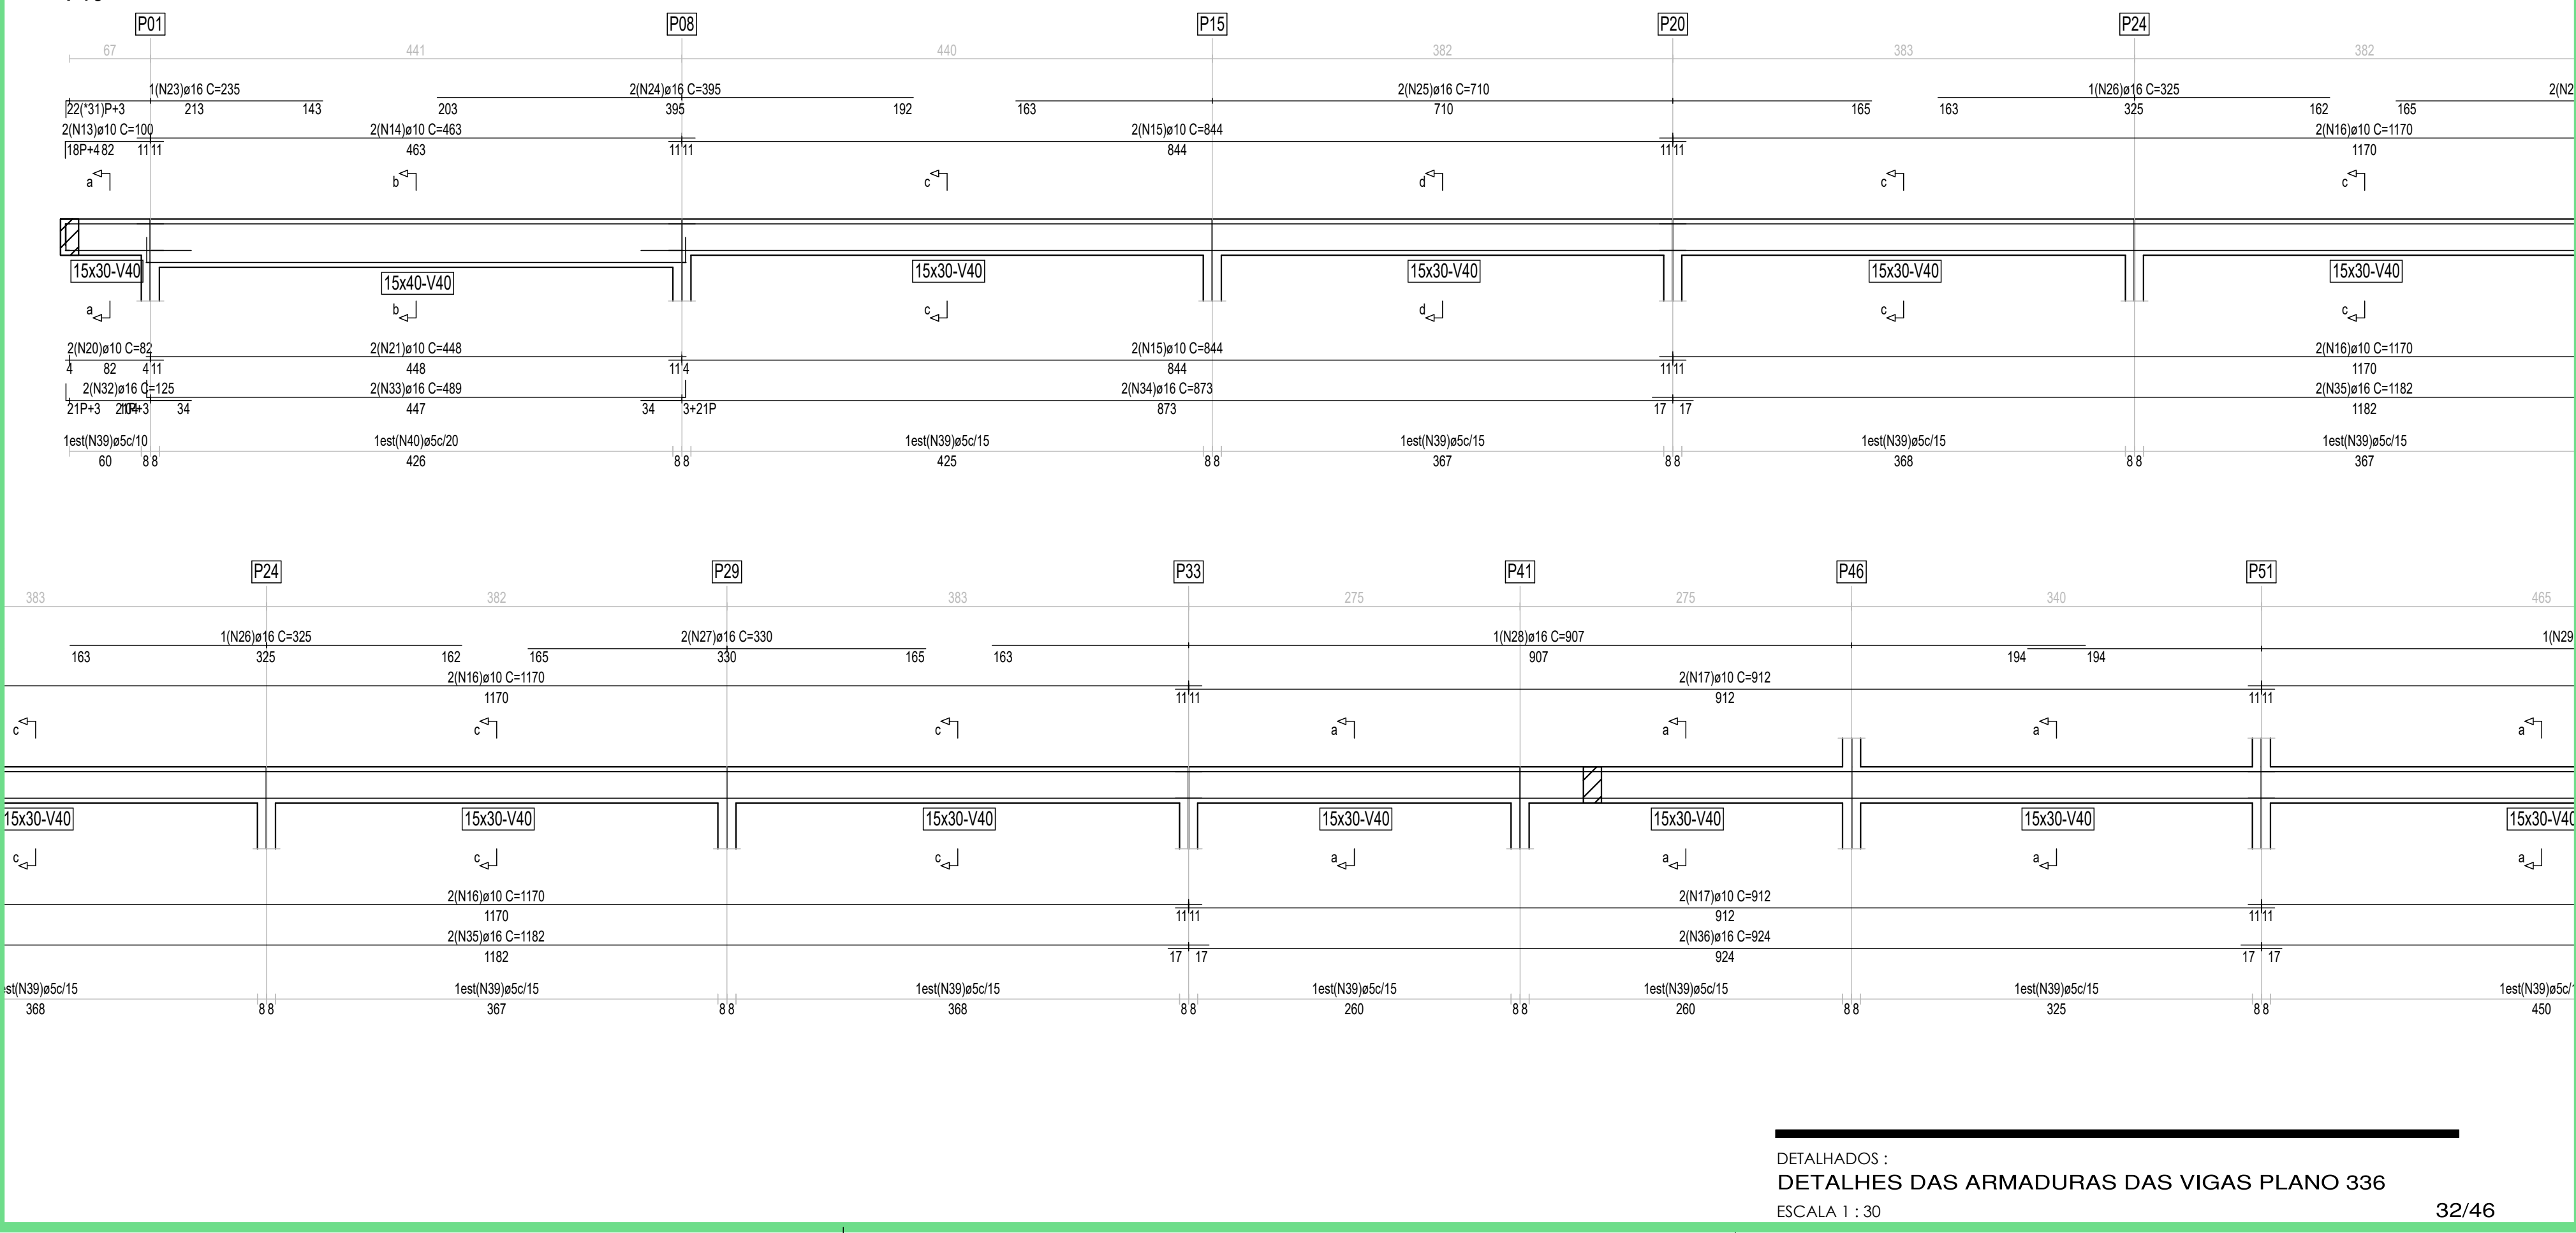 P01 P08 P15 P20 P24
67 441 440 382 383 382
1(N23)ø16 C=235 2(N24)ø16 C=395 2(N25)ø16 C=710 1(N26)ø16 C=325 2(N2
22(*31)P+3 213 143 203 395 192 163 710 165 163 325 162 165
2(N13)ø10 C=100 2(N14)ø10 C=463 2(N15)ø10 C=844 2(N16)ø10 C=1170
18P+4 82 11 11 463 11 11 844 11 11 1170
a b c d c c
15x30-V40 15x40-V40 15x30-V40 15x30-V40 15x30-V40 15x30-V40
a b c d c c
2(N20)ø10 C=82 2(N21)ø10 C=448 2(N15)ø10 C=844 2(N16)ø10 C=1170
4 82 4 11 448 11 4 844 11 11 1170
2(N32)ø16 C=125 2(N33)ø16 C=489 2(N34)ø16 C=873 2(N35)ø16 C=1182
21P+3 34 447 34 3+21P 873 17 17 1182
1est(N39)ø5c/10 1est(N40)ø5c/20 1est(N39)ø5c/15 1est(N39)ø5c/15 1est(N39)ø5c/15 1est(N39)ø5c/15
60 8 8 426 8 8 425 8 8 367 8 8 368 8 8 367
P24 P29 P33 P41 P46 P51
383 382 383 275 275 340 465
1(N26)ø16 C=325 2(N27)ø16 C=330 1(N28)ø16 C=907 1(N29
163 325 162 165 330 165 163 907 194 194
2(N16)ø10 C=1170 2(N17)ø10 C=912
1170 11 11 912 11 11
c c c a a a a
15x30-V40 15x30-V40 15x30-V40 15x30-V40 15x30-V40 15x30-V40 15x30-V40
c c c a a a a
2(N16)ø10 C=1170 2(N17)ø10 C=912
1170 11 11 912 11 11
2(N35)ø16 C=1182 2(N36)ø16 C=924
1182 17 17 924 17 17
est(N39)ø5c/15 1est(N39)ø5c/15 1est(N39)ø5c/15 1est(N39)ø5c/15 1est(N39)ø5c/15 1est(N39)ø5c/15 1est(N39)ø5c/
368 8 8 367 8 8 368 8 8 260 8 8 260 8 8 325 8 8 450
DETALHADOS :
DETALHES DAS ARMADURAS DAS VIGAS PLANO 336
ESCALA 1 : 30 32/46